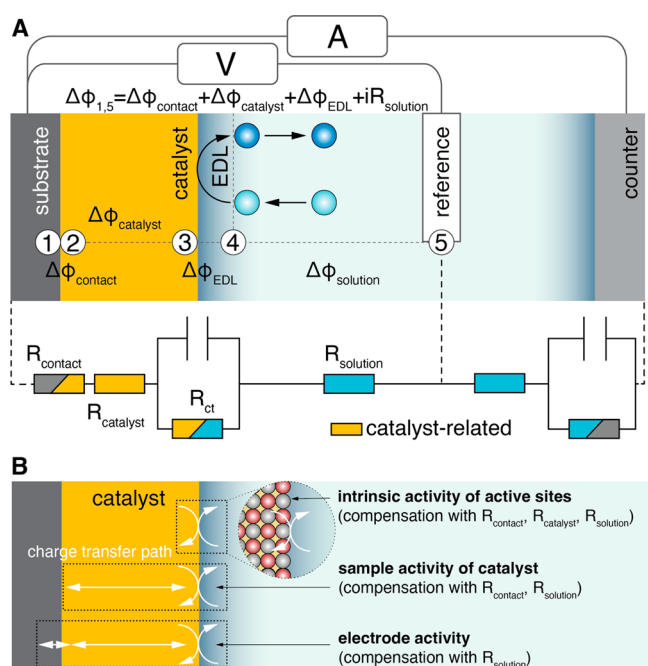 A
A
V
Δϕ1,5=Δϕcontact+Δϕcatalyst+ΔϕEDL+iRsolution
substrate
catalyst
EDL
reference
counter
Δϕcatalyst
1 2 3 4 5
Δϕcontact
ΔϕEDL
Δϕsolution
Rcontact
Rcatalyst
Rct
Rsolution
catalyst-related
B
catalyst
charge transfer path
intrinsic activity of active sites
(compensation with Rcontact, Rcatalyst, Rsolution)
sample activity of catalyst
(compensation with Rcontact, Rsolution)
electrode activity
(compensation with Rsolution)